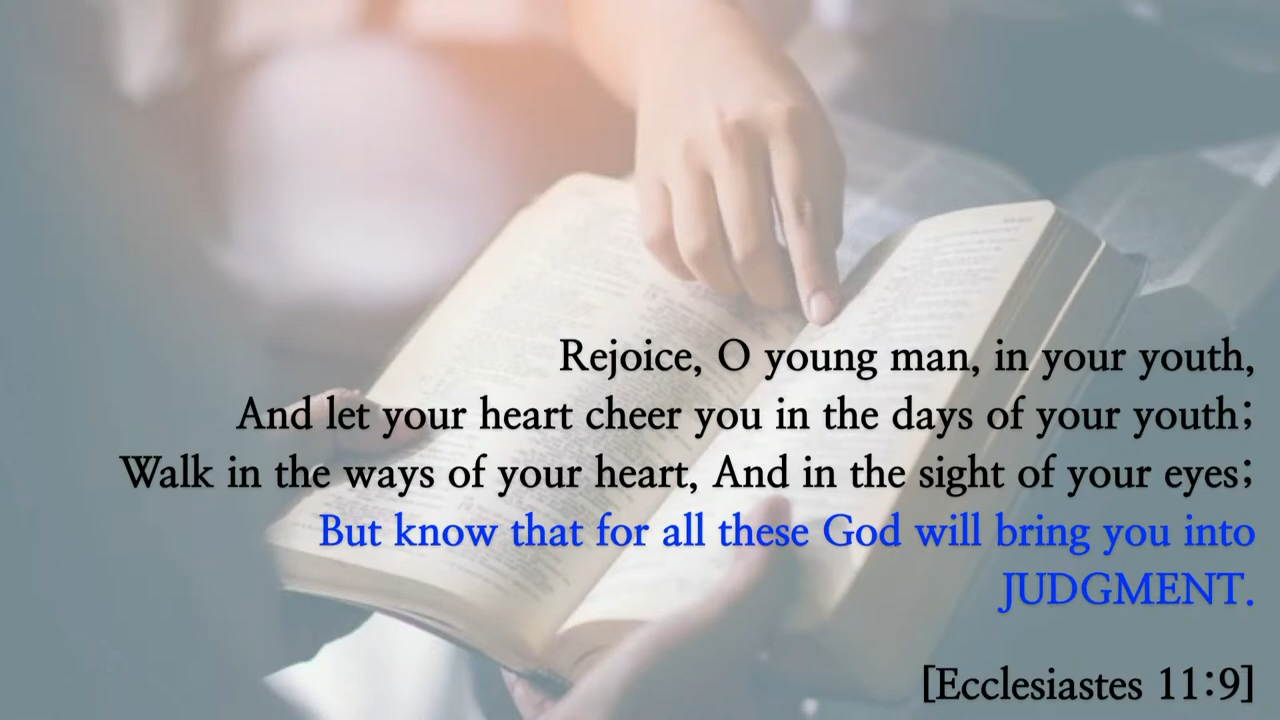 Rejoice, O young man, in your youth,
And let your heart cheer you in the days of your youth;
Walk in the ways of your heart, And in the sight of your eyes;
But know that for all these God will bring you into
JUDGMENT.
[Ecclesiastes 11:9]